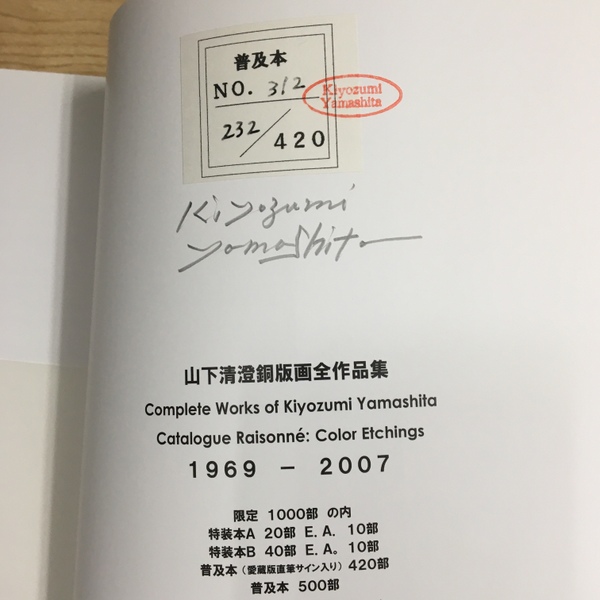 普及本
NO. 312
Kiyozumi
Yamashita
232/420
Kiyozumi
Yamashita
山下清澄銅版画全作品集
Complete Works of Kiyozumi Yamashita
Catalogue Raisonné: Color Etchings
1969 － 2007
限定 1000部 の内
特装本A 20部 E. A. 10部
特装本B 40部 E. A。 10部
普及本（愛蔵版直筆サイン入り）420部
普及本 500部